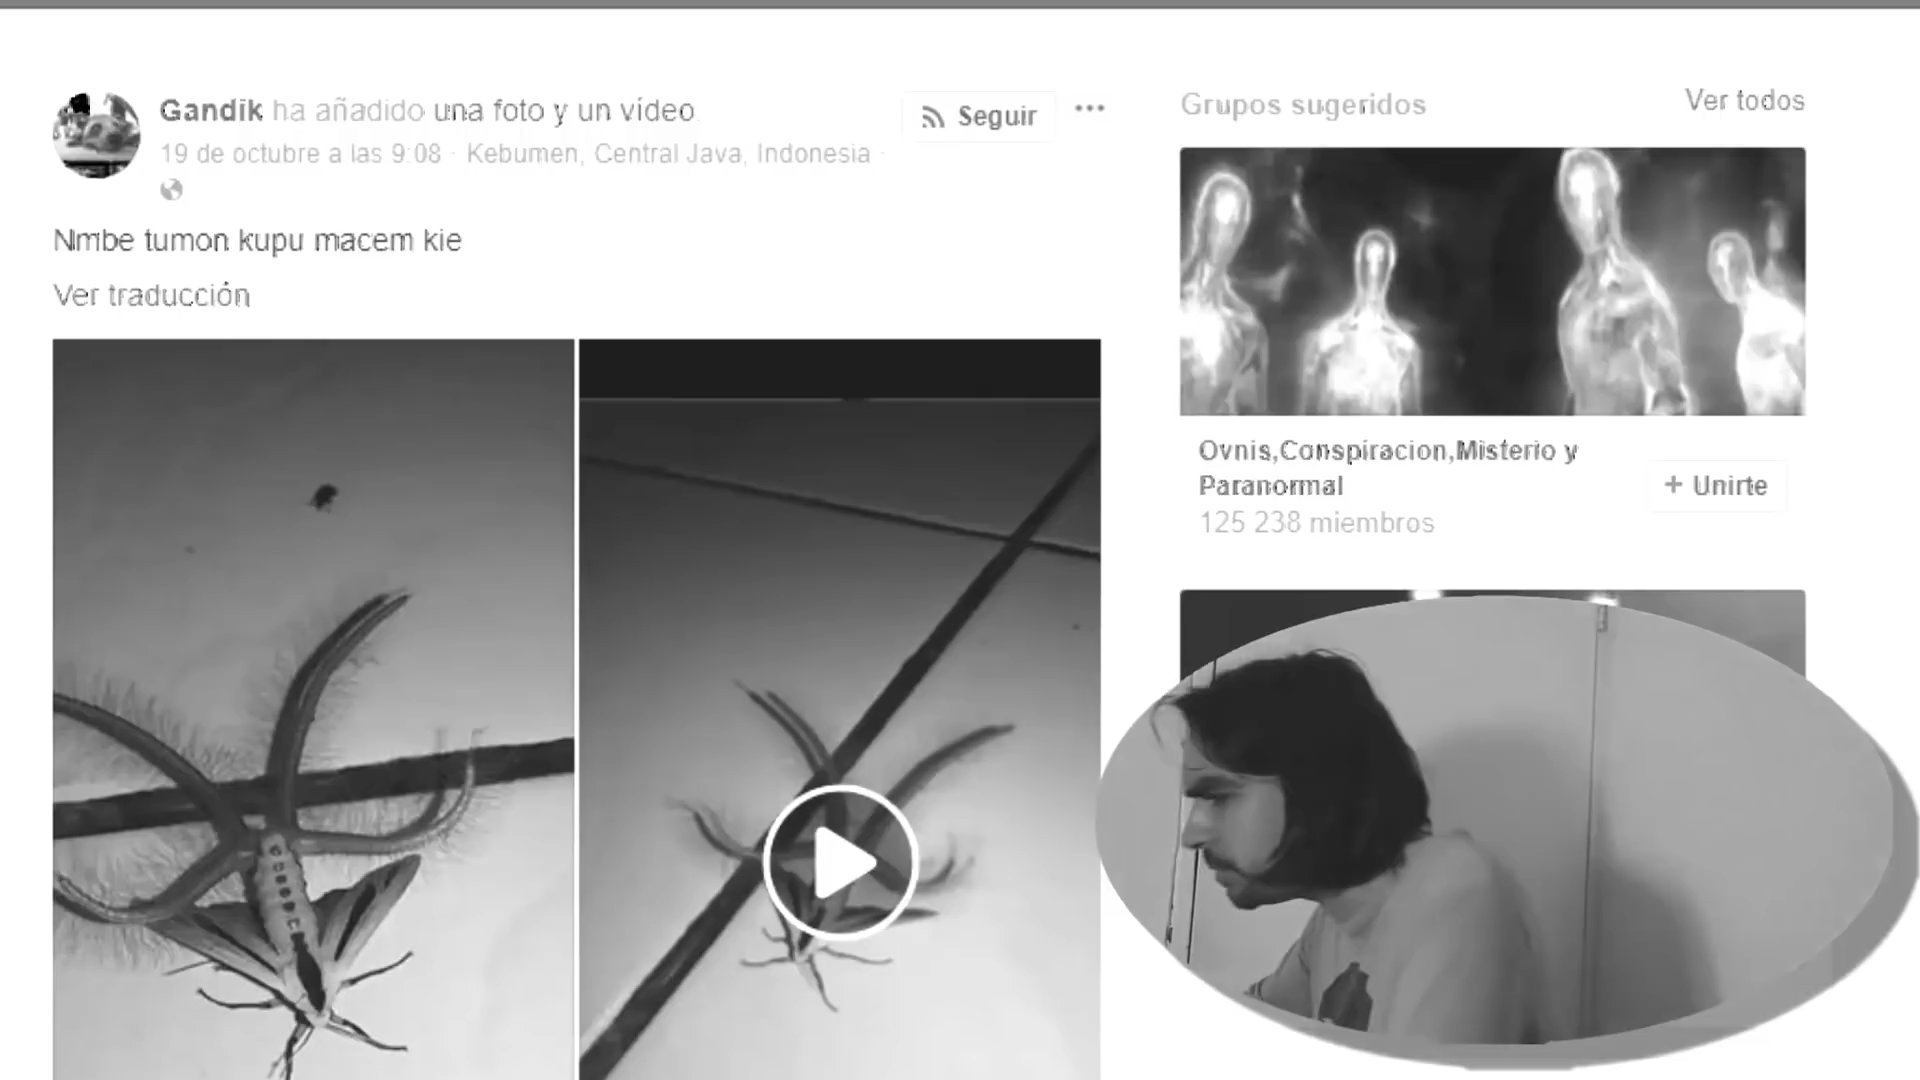 Gandik ha añadido una foto y un vídeo
19 de octubre a las 9:08 · Kebumen, Central Java, Indonesia ·
Seguir
Nmbe tumon kupu macem kie
Ver traducción
Grupos sugeridos
Ver todos
Ovnis,Conspiracion,Misterio y
Paranormal
125 238 miembros
+ Unirte